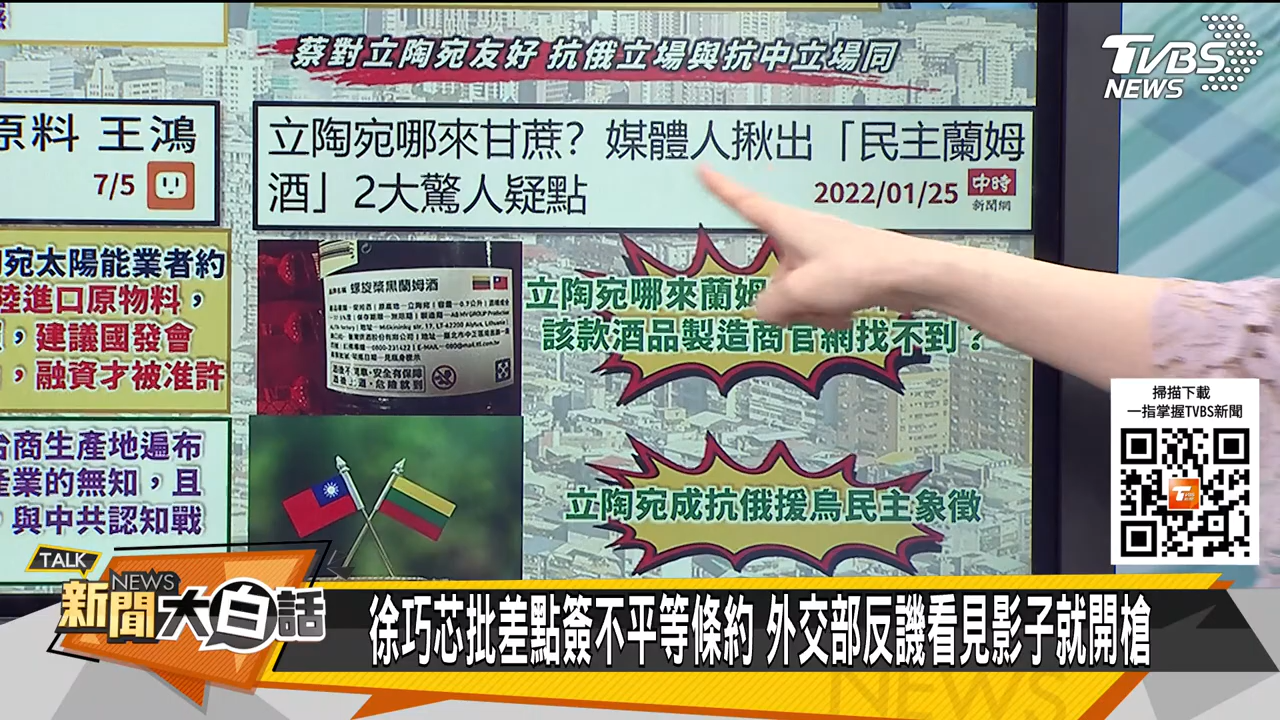 蔡對立陶宛友好 抗俄立場與抗中立場同
TVBS
NEWS
原料 王鴻
7/5
立陶宛哪來甘蔗? 媒體人揪出「民主蘭姆
酒」2大驚人疑點
2022/01/25
中時
新聞網
宛太陽能業者約
陸進口原物料,
,建議國發會
,融資才被准許
螺旋槳黑蘭姆酒
立陶宛哪來蘭姆
該款酒品製造商官網找不到?
台商生產地遍布
產業的無知,且
與中共認知戰
立陶宛成抗俄援烏民主象徵
掃描下載
一指掌握TVBS新聞
TVBS
TALK
NEWS
新聞大白話
徐巧芯批差點簽不平等條約 外交部反譏看見影子就開槍
NEWS